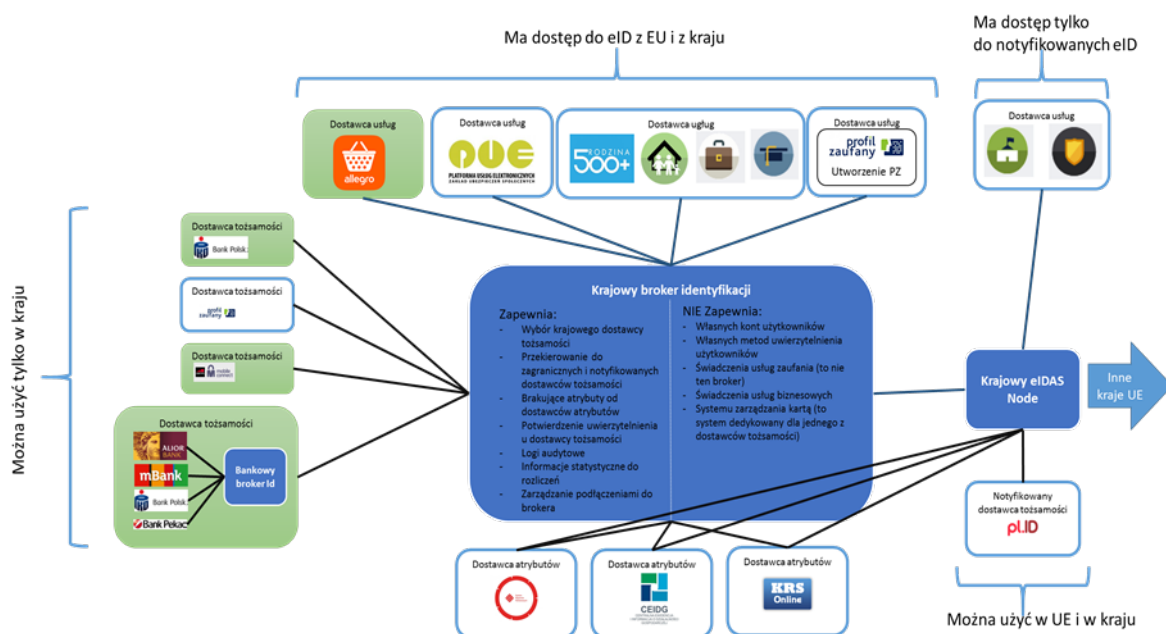 Ma dostęp do eID z EU i z kraju
Ma dostęp tylko
do notyfikowanych eID
Dostawca usług
allegro
Dostawca usług
PUE
PLATFORMA USŁUG ELEKTRONICZNYCH
ZAKŁAD UBEZPIECZEŃ SPOŁECZNYCH
Dostawca ugług
RODZINA
500+
Dostawca usług
profil
zaufany
Utworzenie PZ
Dostawca usług
Można użyć tylko w kraju
Dostawca tożsamości
Bank Polsk
Dostawca tożsamości
profil
zaufany
Dostawca tożsamości
mobile
connect
Dostawca tożsamości
ALIOR
BANK
mBank
Bank Polsk
Bank Pekao
Bankowy
broker Id
Krajowy broker identyfikacji
Zapewnia:
- Wybór krajowego dostawcy
tożsamości
- Przekierowanie do
zagranicznych i notyfikowanych
dostawców tożsamości
- Brakujące atrybuty od
dostawców atrybutów
- Potwierdzenie uwierzytelnienia
u dostawcy tożsamości
- Logi audytowe
- Informacje statystyczne do
rozliczeń
- Zarządzanie podłączeniami do
brokera
NIE Zapewnia:
- Własnych kont użytkowników
- Własnych metod uwierzytelnienia
użytkowników
- Świadczenia usług zaufania (to nie
ten broker)
- Świadczenia usług biznesowych
- Systemu zarządzania kartą (to
system dedykowany dla jednego z
dostawców tożsamości)
Krajowy eIDAS
Node
Inne
kraje UE
Notyfikowany
dostawca tożsamości
pl.ID
Dostawca atrybutów
Dostawca atrybutów
CEIDG
Dostawca atrybutów
KRS
Online
Można użyć w UE i w kraju